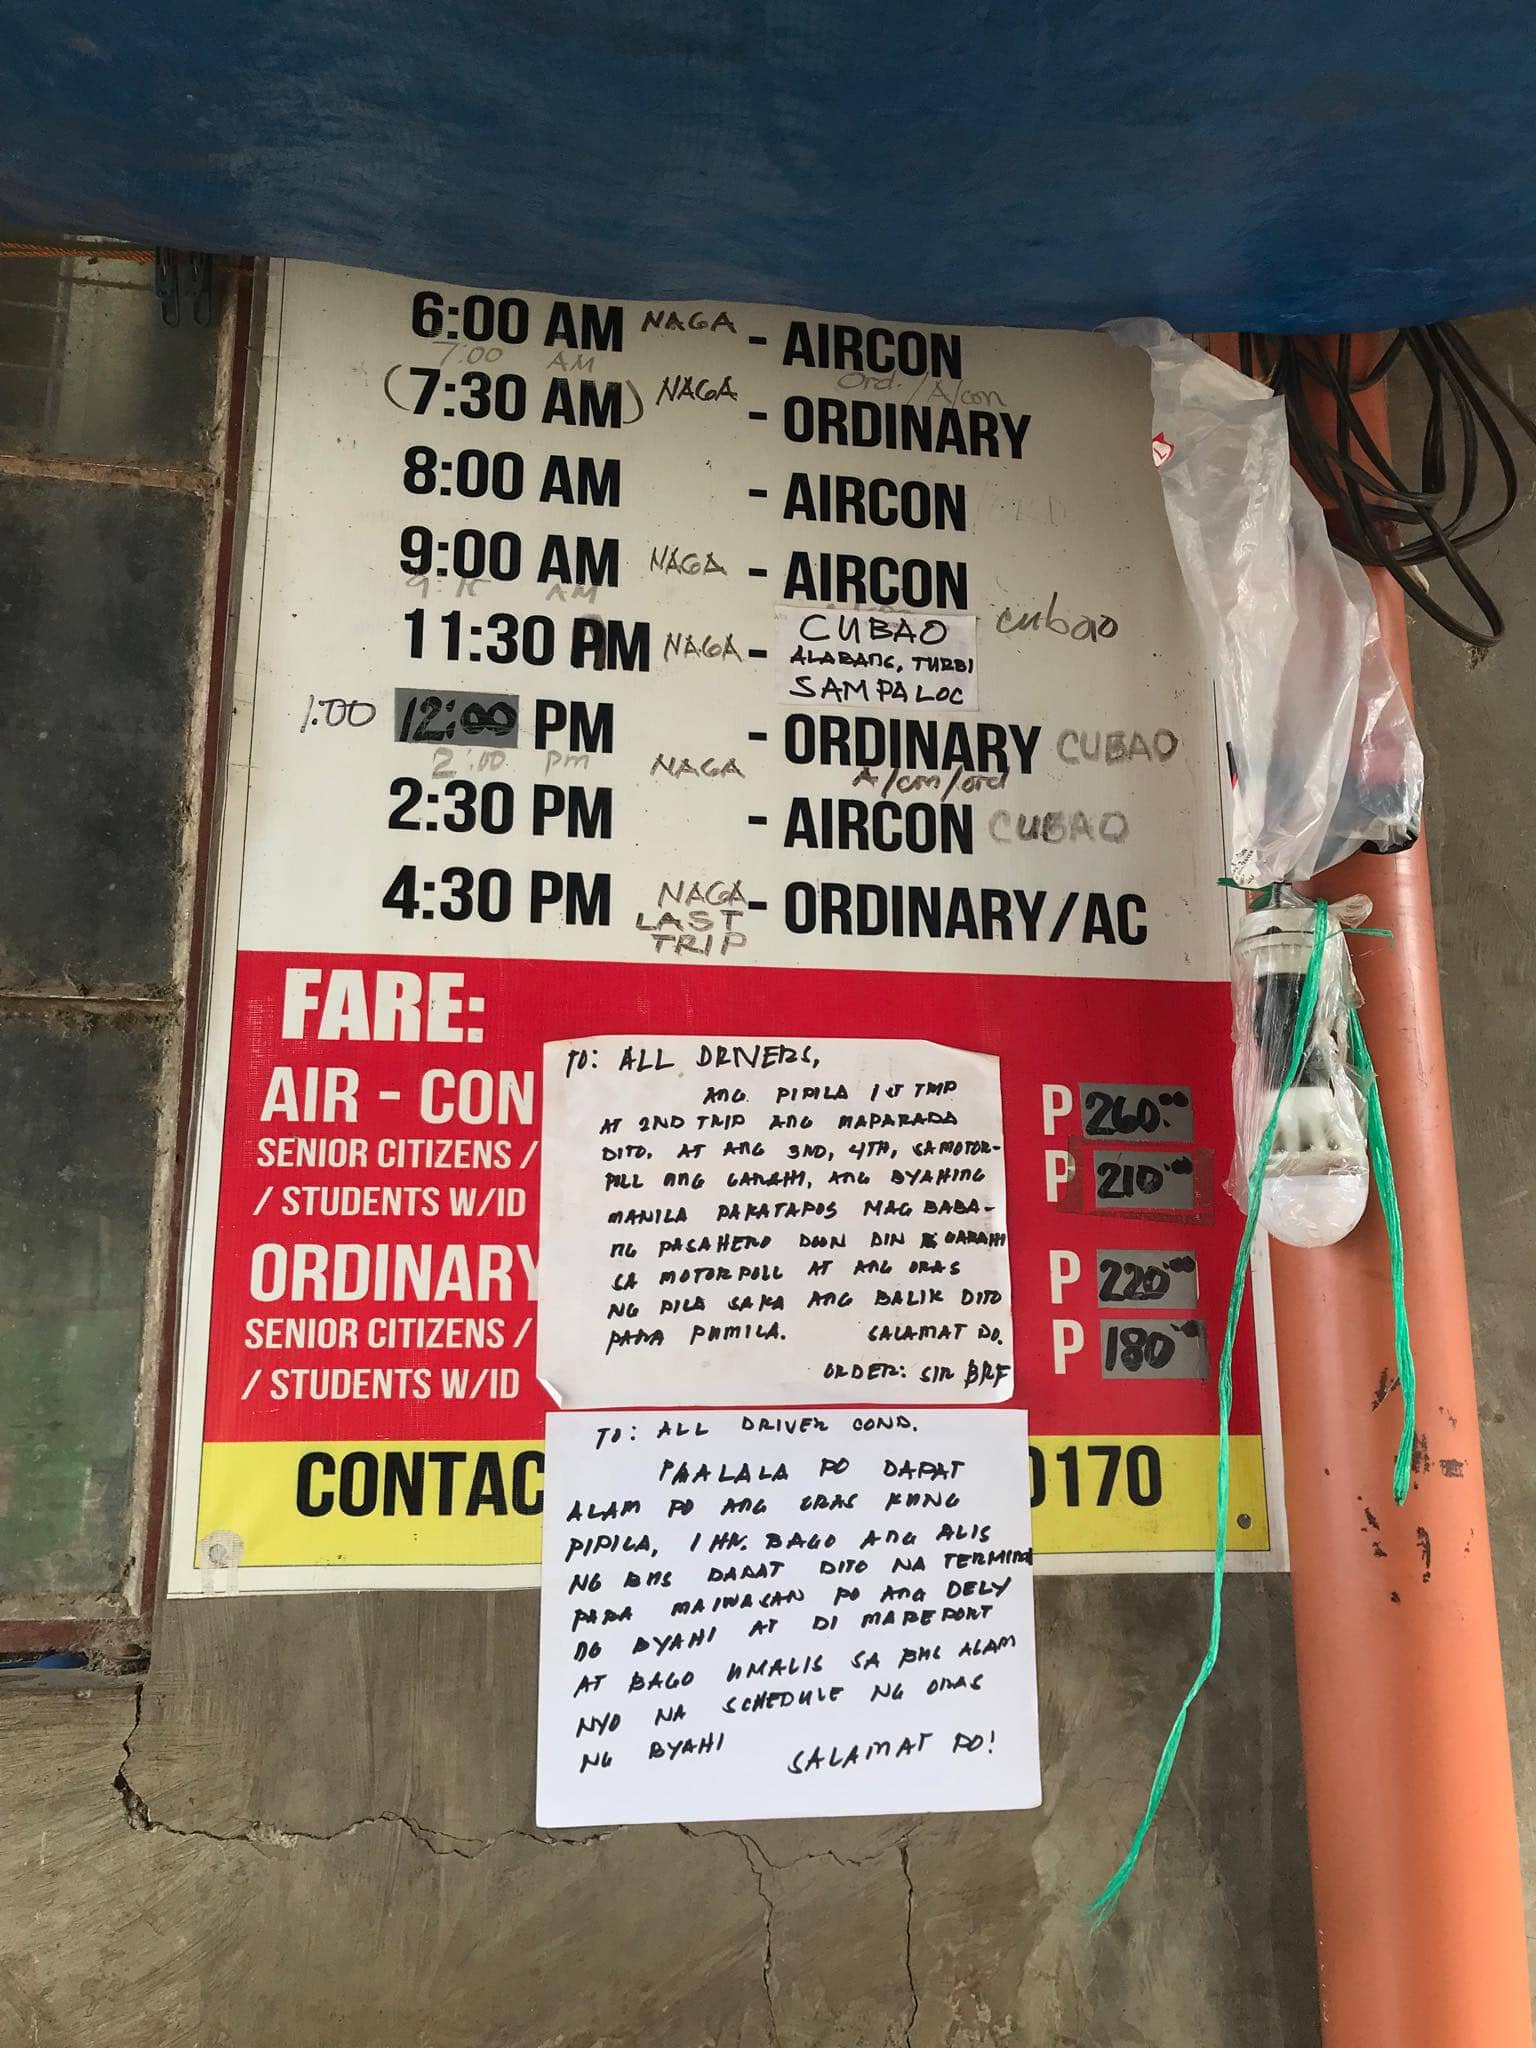 6:00 AM NAGA - AIRCON
7:00 AM Ord./A/con
(7:30 AM) NAGA - ORDINARY
8:00 AM - AIRCON
9:00 AM NAGA - AIRCON
AM
11:30 PM NAGA - CUBAO cubao
ALABANG, TURBI
SAMPALOC
1:00 12:00 PM - ORDINARY CUBAO
2:00 pm NAGA A/con/ord
2:30 PM - AIRCON CUBAO
4:30 PM NAGA - ORDINARY/AC
LAST
TRIP
FARE:
AIR - CON P 260.00
SENIOR CITIZENS / P 210.00
/ STUDENTS W/ID
ORDINARY P 220.00
SENIOR CITIZENS / P 180.00
/ STUDENTS W/ID
TO: ALL DRIVERS,
ANG PIPILA 1ST TRIP
AT 2ND TRIP ANG MAPARADA
DITO. AT ANG 3RD, 4TH, SA MOTOR-
POLL ANG GARAHI, ANG BYAHING
MANILA PAKATAPOS MAG BABA-
NG PASAHERO DOON DIN GARAHI
SA MOTORPOLL AT ANG ORAS
NG PILA SAKA ANG BALIK DITO
PARA PUMILA. SALAMAT PO.
ORDER: SIR BRF
CONTAC 0170
TO: ALL DRIVER COND.
PAALALA PO DAPAT
ALAM PO ANG ORAS KUNG
PIPILA, 1 HR. BAGO ANG ALIS
NG BUS DAPAT DITO NA TERMINA
PARA MAIWASAN PO ANG DELY
NG BYAHI AT DI MAREPORT
AT BAGO UMALIS SA BUS ALAM
NYO NA SCHEDULE NG ORAS
NG BYAHI SALAMAT PO!